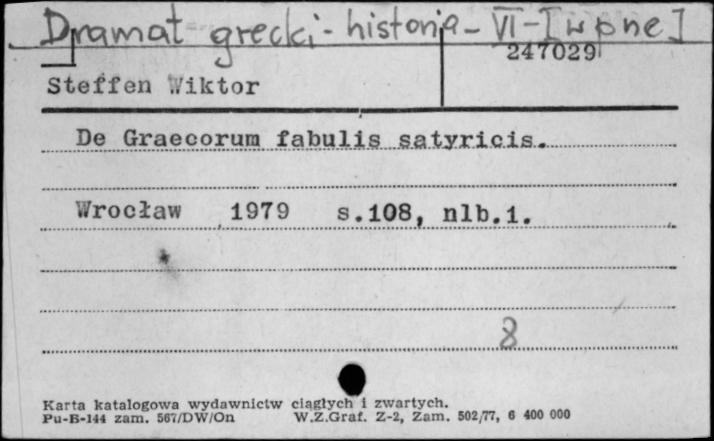 Dramat grecki - historia - VI - [w p.n.e]
247029
Steffen Wiktor
De Graecorum fabulis satyricis.
Wrocław 1979 s.108, nlb.1.
8
Karta katalogowa wydawnictw ciągłych i zwartych.
Pu-B-144 zam. 567/DW/On W.Z.Graf. Z-2, Zam. 502/77, 6 400 000